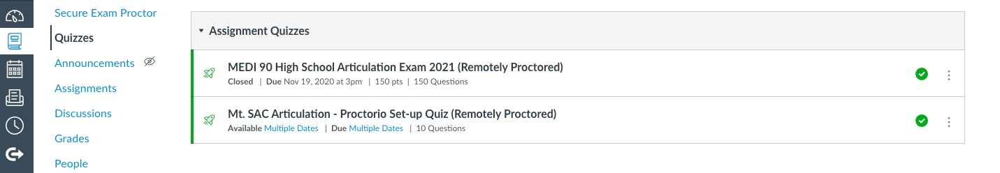 Secure Exam Proctor
Quizzes
Announcements
Assignments
Discussions
Grades
People
Assignment Quizzes
MEDI 90 High School Articulation Exam 2021 (Remotely Proctored)
Closed | Due Nov 19, 2020 at 3pm | 150 pts | 150 Questions
Mt. SAC Articulation - Proctorio Set-up Quiz (Remotely Proctored)
Available Multiple Dates | Due Multiple Dates | 10 Questions